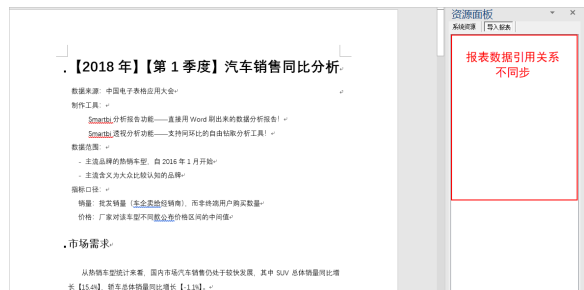 【2018 年】【第 1 季度】汽车销售同比分析
数据来源：中国电子表格应用大会
制作工具：
Smartbi 分析报告功能——直接用 Word 刷出来的数据分析报告！
Smartbi 透视分析功能——支持同环比的自由钻取分析工具！
数据范围：
- 主流品牌的热销车型，自 2016 年 1 月开始
- 主流含义为大众比较认知的品牌
指标口径：
销量：批发销量（车企卖给经销商），而非终端用户购买数量
价格：厂家对该车型不同款公布价格区间的中间值
市场需求
从热销车型统计来看，国内市场汽车销售仍处于较快发展，其中 SUV 总体销量同比增
长【15.4%】，轿车总体销量同比增长【-1.1%】。
资源面板
系统资源 导入报表
报表数据引用关系
不同步